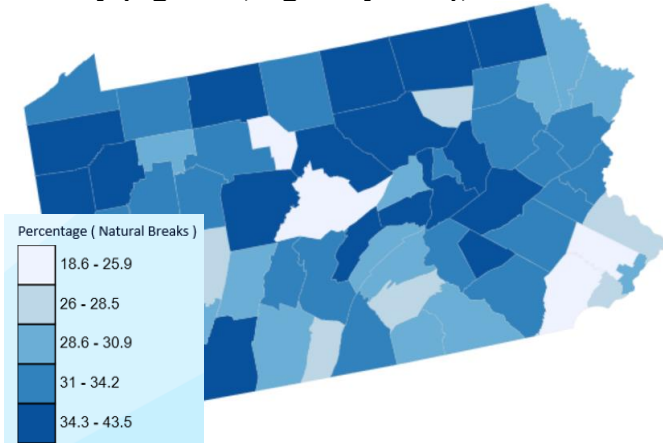 Percentage ( Natural Breaks )
18.6 - 25.9
26 - 28.5
28.6 - 30.9
31 - 34.2
34.3 - 43.5